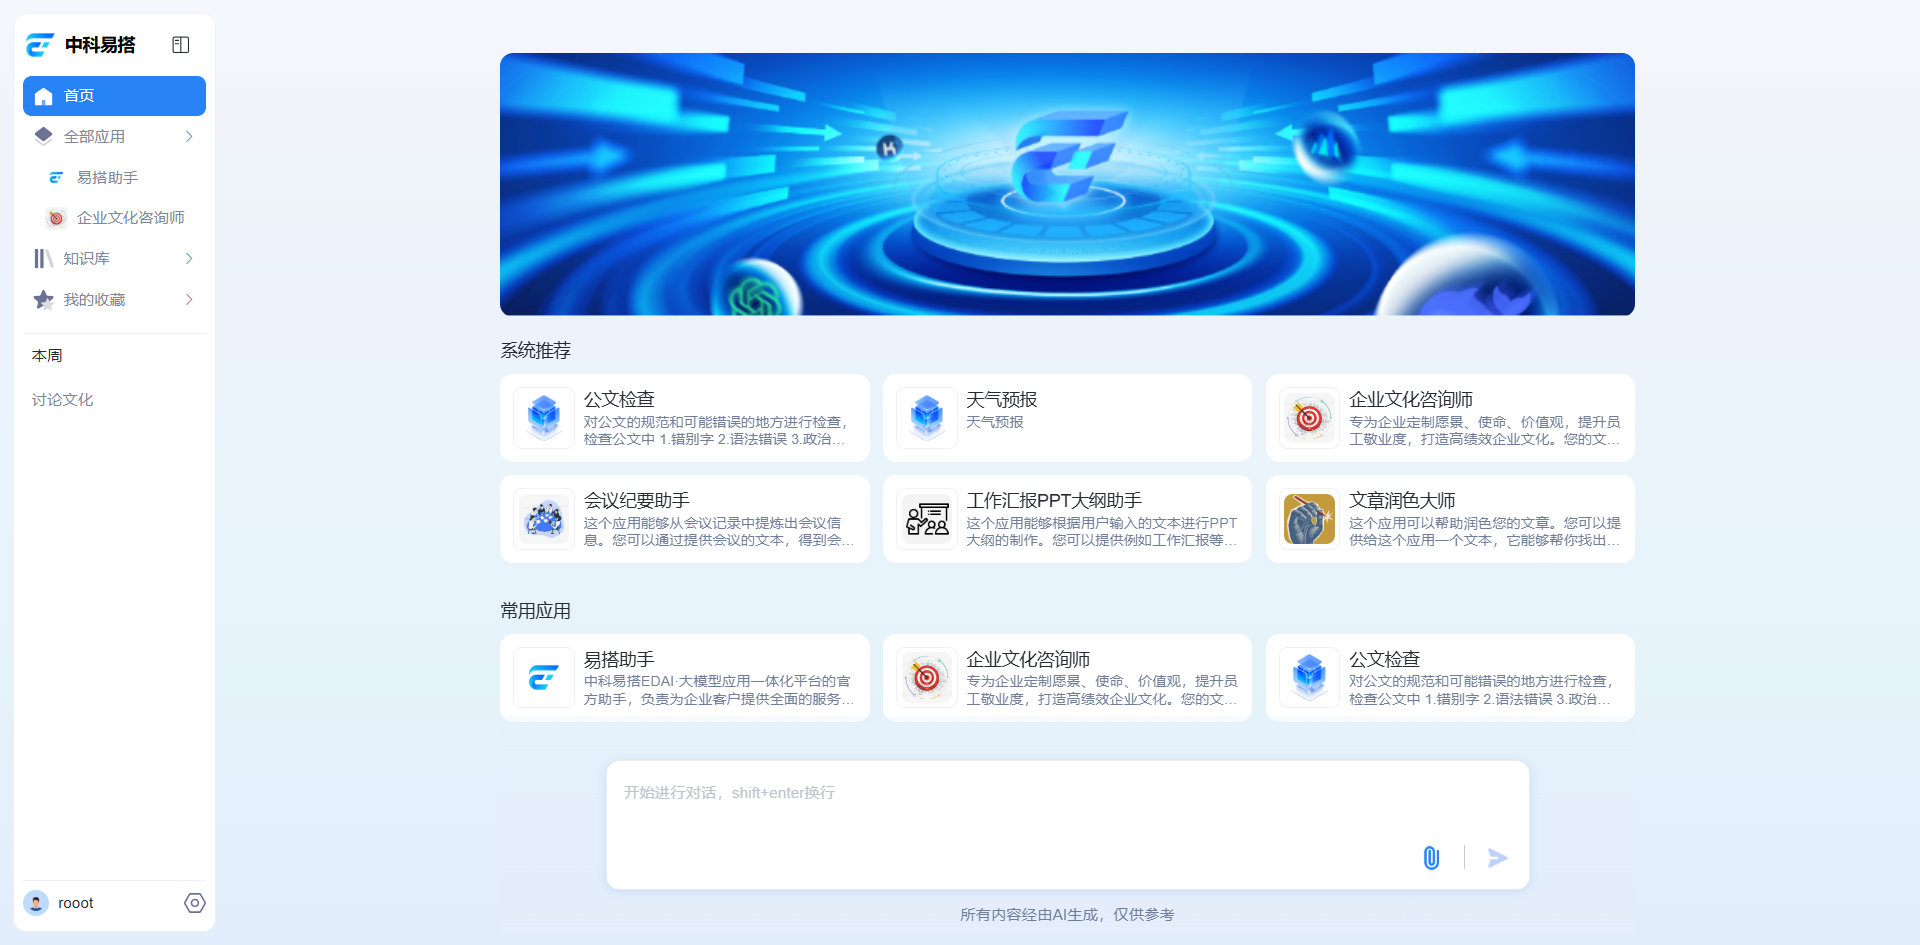 中科易搭
首页
全部应用
易搭助手
企业文化咨询师
知识库
我的收藏
本周
讨论文化
rooot
系统推荐
公文检查
对公文的规范和可能错误的地方进行检查，
检查公文中 1.错别字 2.语法错误 3.政治...
天气预报
天气预报
企业文化咨询师
专为企业定制愿景、使命、价值观，提升员
工敬业度，打造高绩效企业文化。您的文...
会议纪要助手
这个应用能够从会议记录中提炼出会议信
息。您可以通过提供会议的文本，得到会...
工作汇报PPT大纲助手
这个应用能够根据用户输入的文本进行PPT
大纲的制作。您可以提供例如工作汇报等...
文章润色大师
这个应用可以帮助润色您的文章。您可以提
供给这个应用一个文本，它能够帮你找出...
常用应用
易搭助手
中科易搭EDAI·大模型应用一体化平台的官
方助手，负责为企业客户提供全面的服务...
企业文化咨询师
专为企业定制愿景、使命、价值观，提升员
工敬业度，打造高绩效企业文化。您的文...
公文检查
对公文的规范和可能错误的地方进行检查，
检查公文中 1.错别字 2.语法错误 3.政治...
开始进行对话，shift+enter换行
所有内容经由AI生成，仅供参考